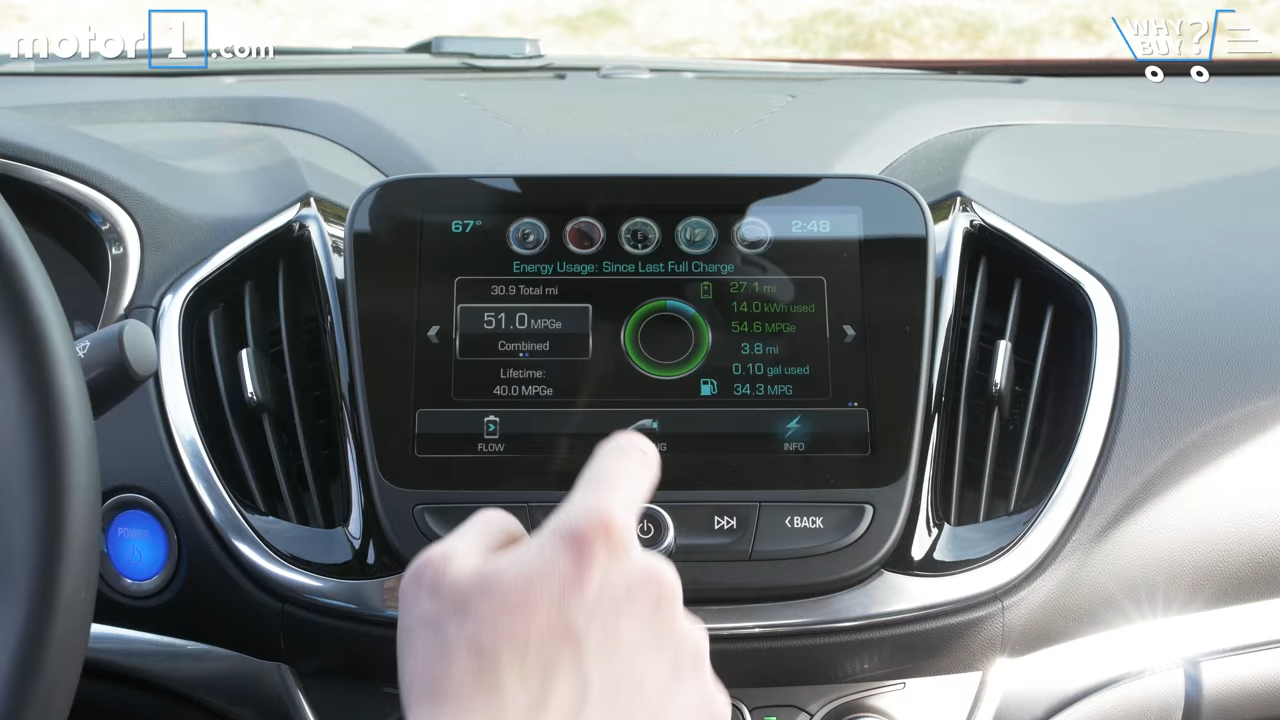 motor1.com
WHY BUY?
67°
E
2:48
Energy Usage: Since Last Full Charge
30.9 Total mi
51.0 MPGe
Combined
Lifetime:
40.0 MPGe
27.1 mi
14.0 kWh used
54.6 MPGe
3.8 mi
0.10 gal used
34.3 MPG
FLOW
INFO
POWER
BACK